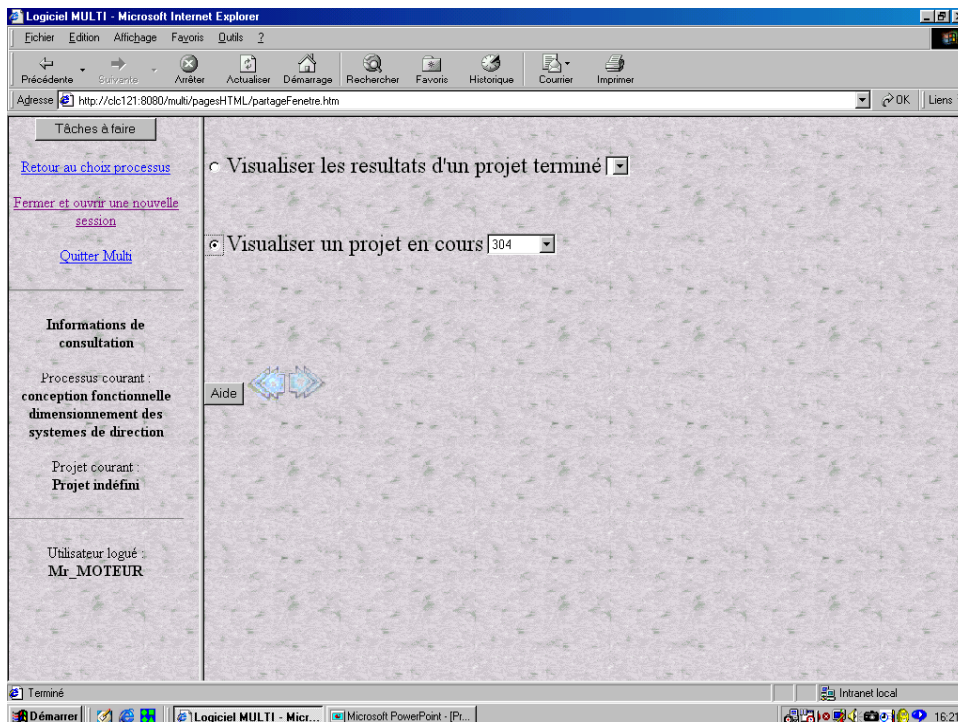 Logiciel MULTI - Microsoft Internet Explorer
Fichier Edition Affichage Favoris Outils ?
Précédente Suivante Arrêter Actualiser Démarrage Rechercher Favoris Historique Courrier Imprimer
Adresse http://clc121:8080/multi/pagesHTML/partageFenetre.htm OK Liens
Tâches à faire
Retour au choix processus
Fermer et ouvrir une nouvelle
session
Quitter Multi
Informations de
consultation
Processus courant :
conception fonctionnelle
dimensionnement des
systemes de direction
Projet courant :
Projet indéfini
Utilisateur logué :
Mr_MOTEUR
Visualiser les resultats d'un projet terminé
Visualiser un projet en cours 304
Aide
Terminé Intranet local
Démarrer Logiciel MULTI - Micr... Microsoft PowerPoint - [Pr... 16:21